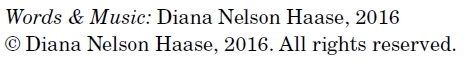 Words & Music: Diana Nelson Haase, 2016
© Diana Nelson Haase, 2016. All rights reserved.